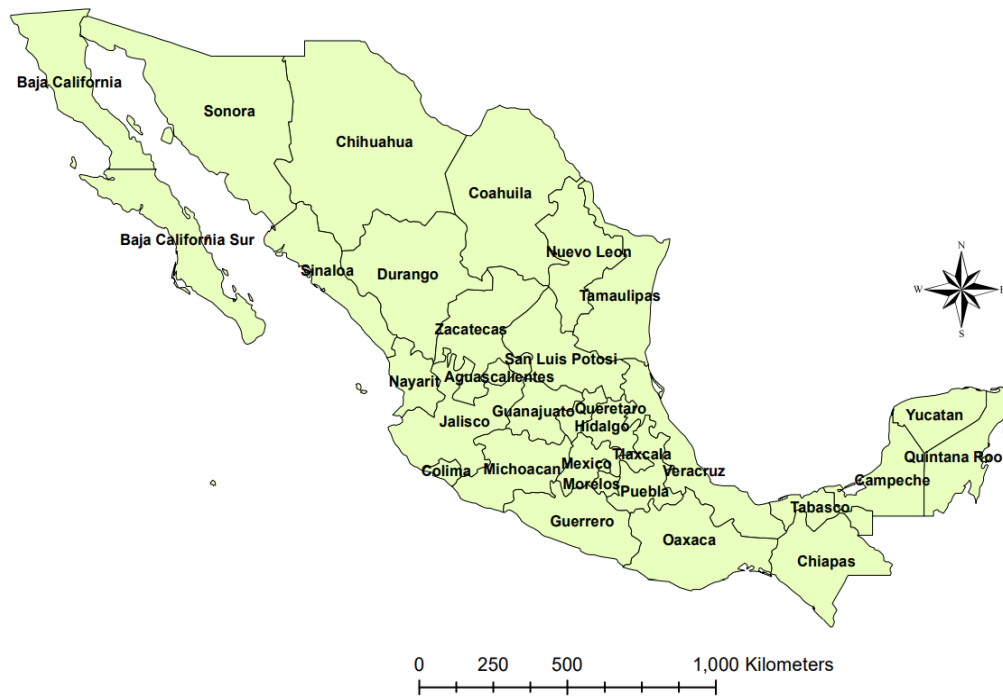 Baja California
Sonora
Chihuahua
Coahuila
Baja California Sur
Nuevo Leon
N
W
E
S
Sinaloa
Durango
Tamaulipas
Zacatecas
San Luis Potosi
Nayarit
Aguascalientes
Jalisco
Guanajuato
Queretaro
Hidalgo
Yucatan
Colima
Michoacan
Mexico
Tlaxcala
Veracruz
Quintana Roo
Campeche
Morelos
Puebla
Tabasco
Guerrero
Oaxaca
Chiapas
0 250 500 1,000 Kilometers